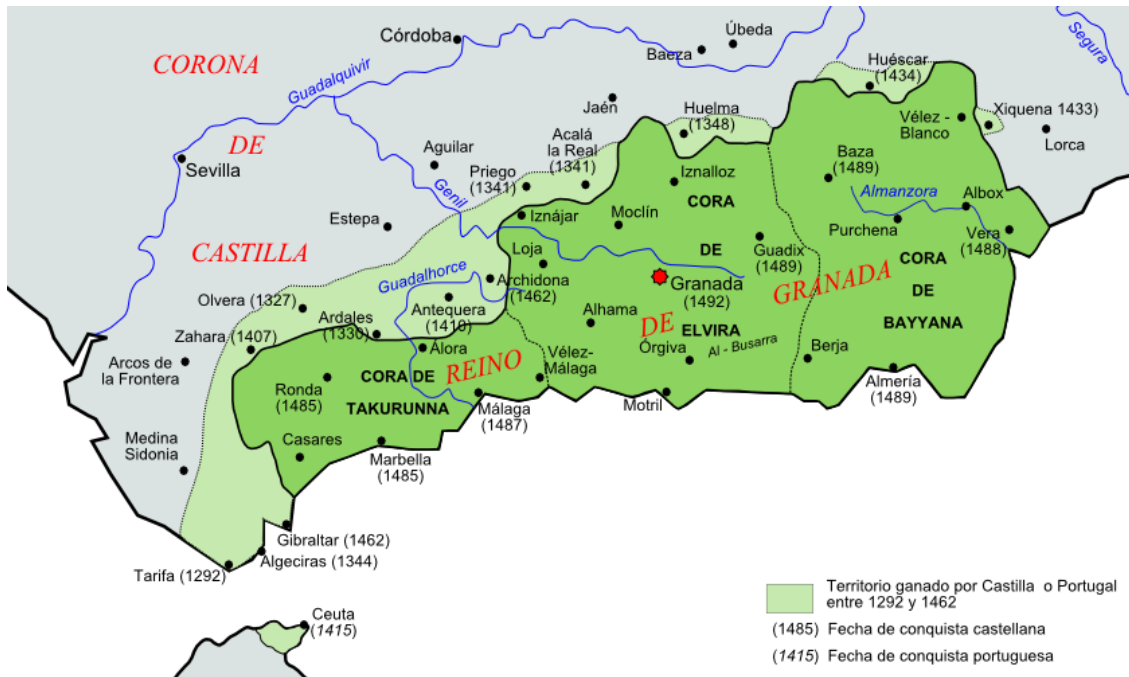 CORONA
DE
CASTILLA
Córdoba
Guadalquivir
Sevilla
Baeza
Úbeda
Segura
Jaén
Huéscar
(1434)
Huelma
(1348)
Acalá
la Real
(1341)
Priego
(1341)
Aguilar
Genil
Estepa
Iznájar
Moclín
Iznalloz
CORA
DE
ELVIRA
Baza
(1489)
Vélez -
Blanco
Xiquena 1433)
Lorca
Almanzora
Albox
Purchena
Vera
(1488)
Guadix
(1489)
Loja
Guadalhorce
Archidona
(1462)
Antequera
(1410)
Olvera (1327)
Ardales
(1330)
Zahara (1407)
Arcos de
la Frontera
Álora
Ronda
(1485)
CORA DE
TAKURUNNA
REINO
DE
GRANADA
Granada
(1492)
Alhama
Órgiva
Al - Busarra
Berja
CORA
DE
BAYYANA
Almería
(1489)
Motril
Vélez-
Málaga
Málaga
(1487)
Marbella
(1485)
Casares
Medina
Sidonia
Gibraltar (1462)
Algeciras (1344)
Tarifa (1292)
Ceuta
(1415)
Territorio ganado por Castilla o Portugal
entre 1292 y 1462
(1485) Fecha de conquista castellana
(1415) Fecha de conquista portuguesa